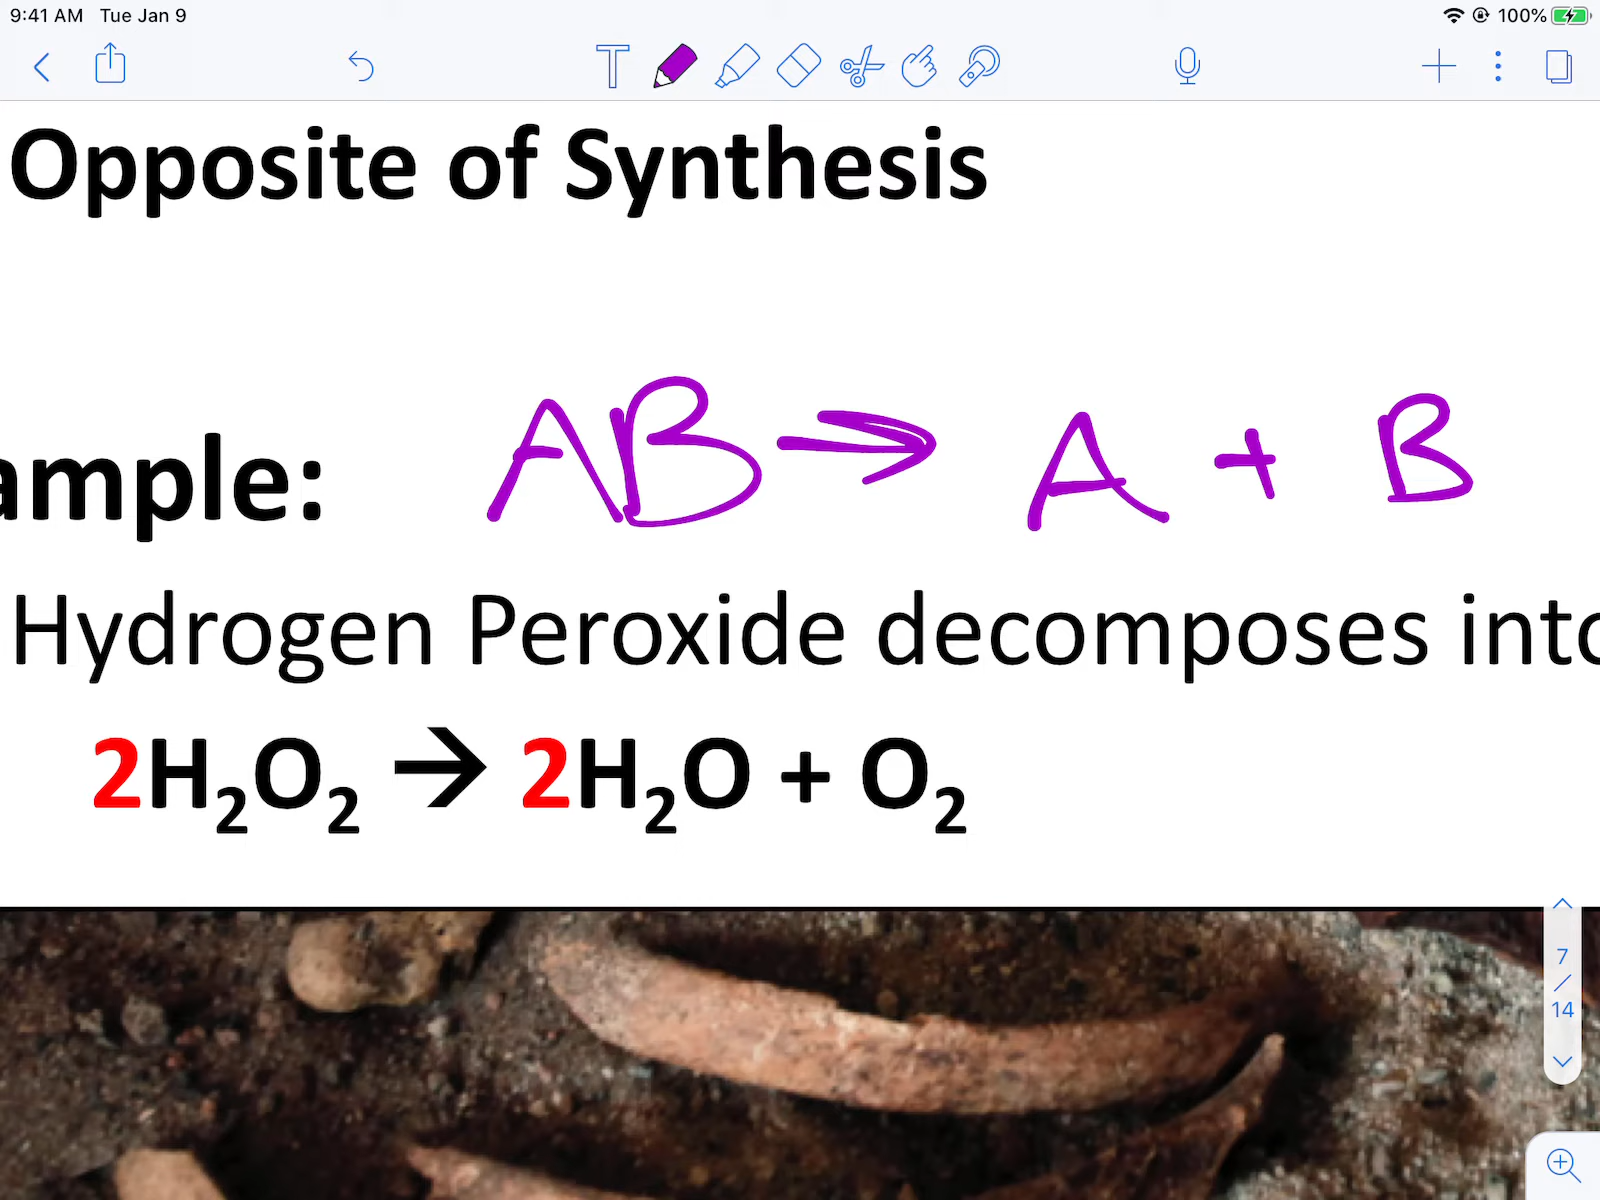 9:41 AM Tue Jan 9
100%
T
Opposite of Synthesis
AB → A + B
ample:
Hydrogen Peroxide decomposes into
2H₂O₂ → 2H₂O + O₂
7
/
14